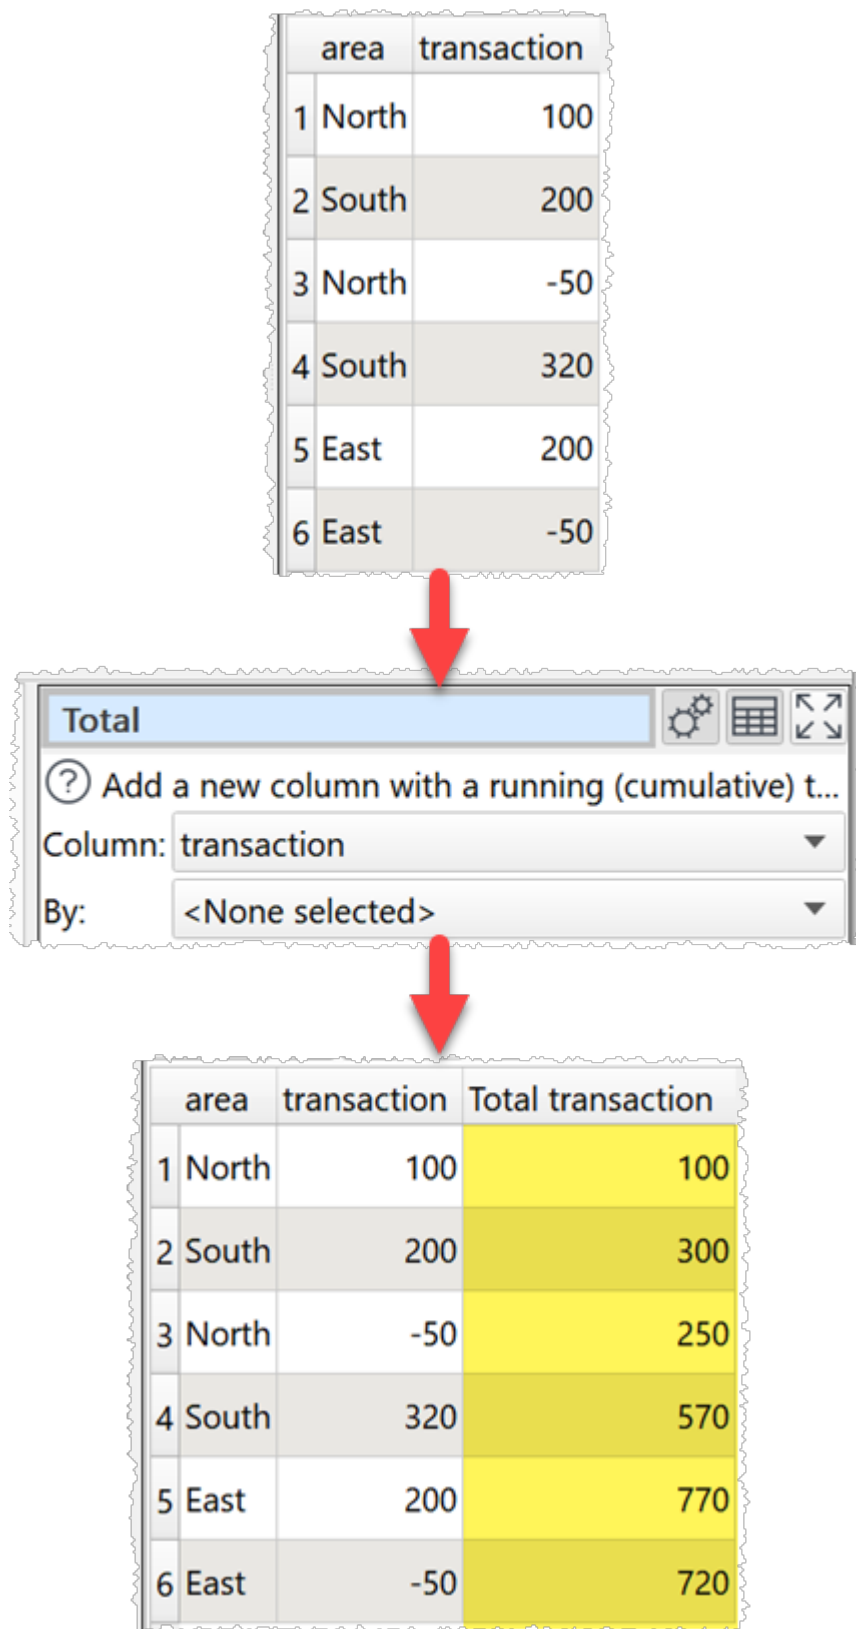 area transaction
1 North 100
2 South 200
3 North -50
4 South 320
5 East 200
6 East -50
Total
? Add a new column with a running (cumulative) t...
Column: transaction
By: <None selected>
area transaction Total transaction
1 North 100 100
2 South 200 300
3 North -50 250
4 South 320 570
5 East 200 770
6 East -50 720